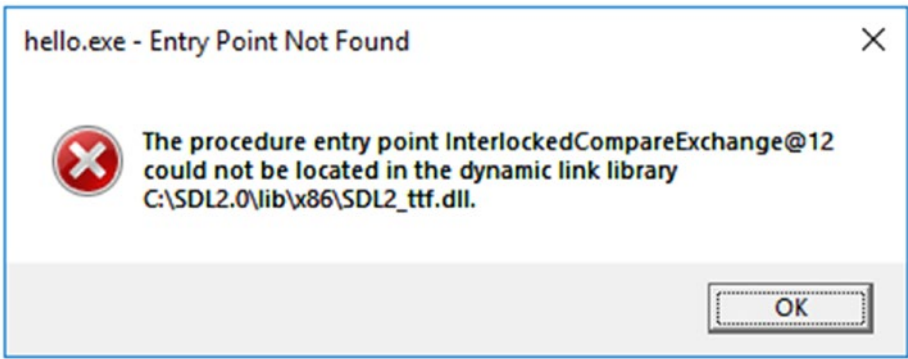 hello.exe - Entry Point Not Found
The procedure entry point InterlockedCompareExchange@12
could not be located in the dynamic link library
C:\SDL2.0\lib\x86\SDL2_ttf.dll.
OK